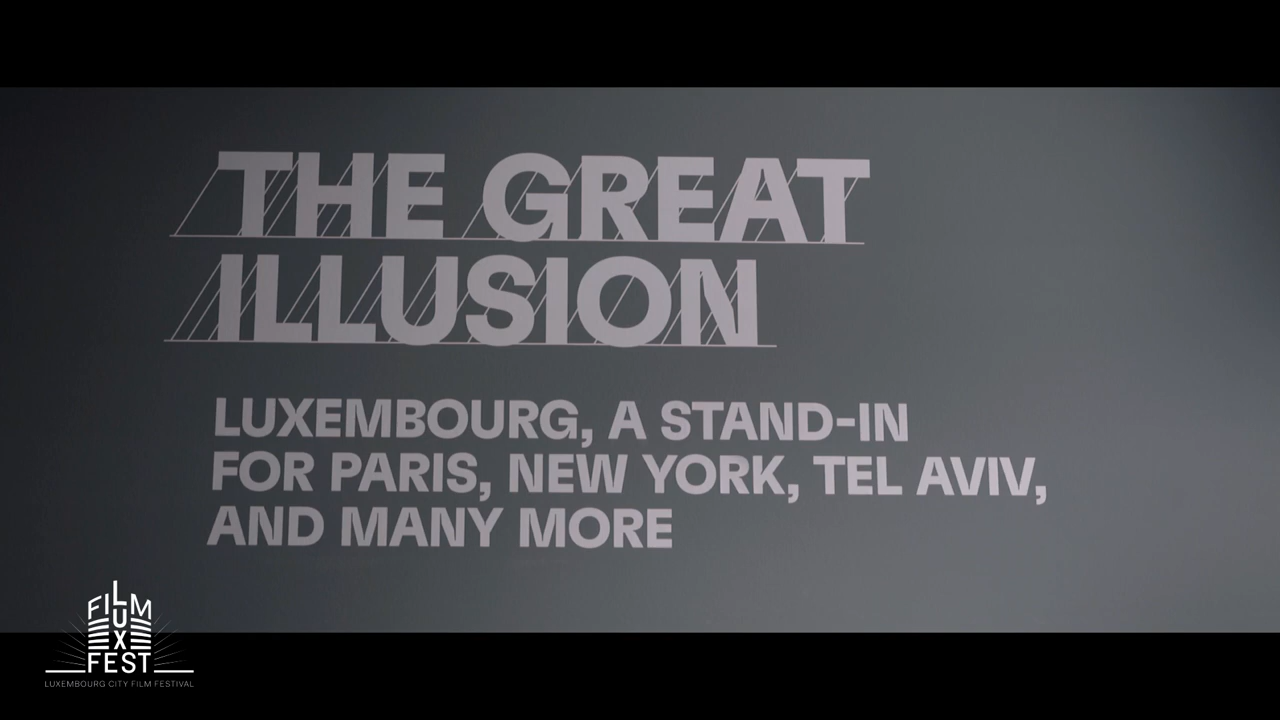 THE GREAT
ILLUSION
LUXEMBOURG, A STAND-IN
FOR PARIS, NEW YORK, TEL AVIV,
AND MANY MORE
FILM
LUX
FEST
LUXEMBOURG CITY FILM FESTIVAL